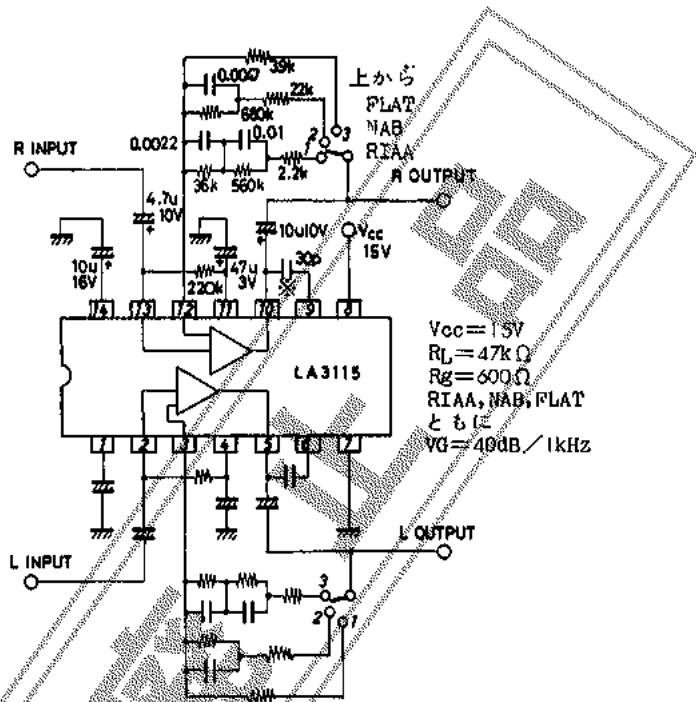 39k
0.0047
上から
22k
FLAT
680k
NAB
0.0022
0.01
2
3
RIAA
R INPUT
36k
560k
2.2k
R OUTPUT
4.7u
10V
10u10V
Vcc
15V
10u
16V
220k
47u
3V
30p
※
14
13
12
11
10
9
8
LA3115
Vcc=15V
RL=47kΩ
Rg=600Ω
RIAA,NAB,FLAT
ともに
VG=40dB/1kHz
1
2
3
4
5
6
7
L INPUT
L OUTPUT
3
2
1